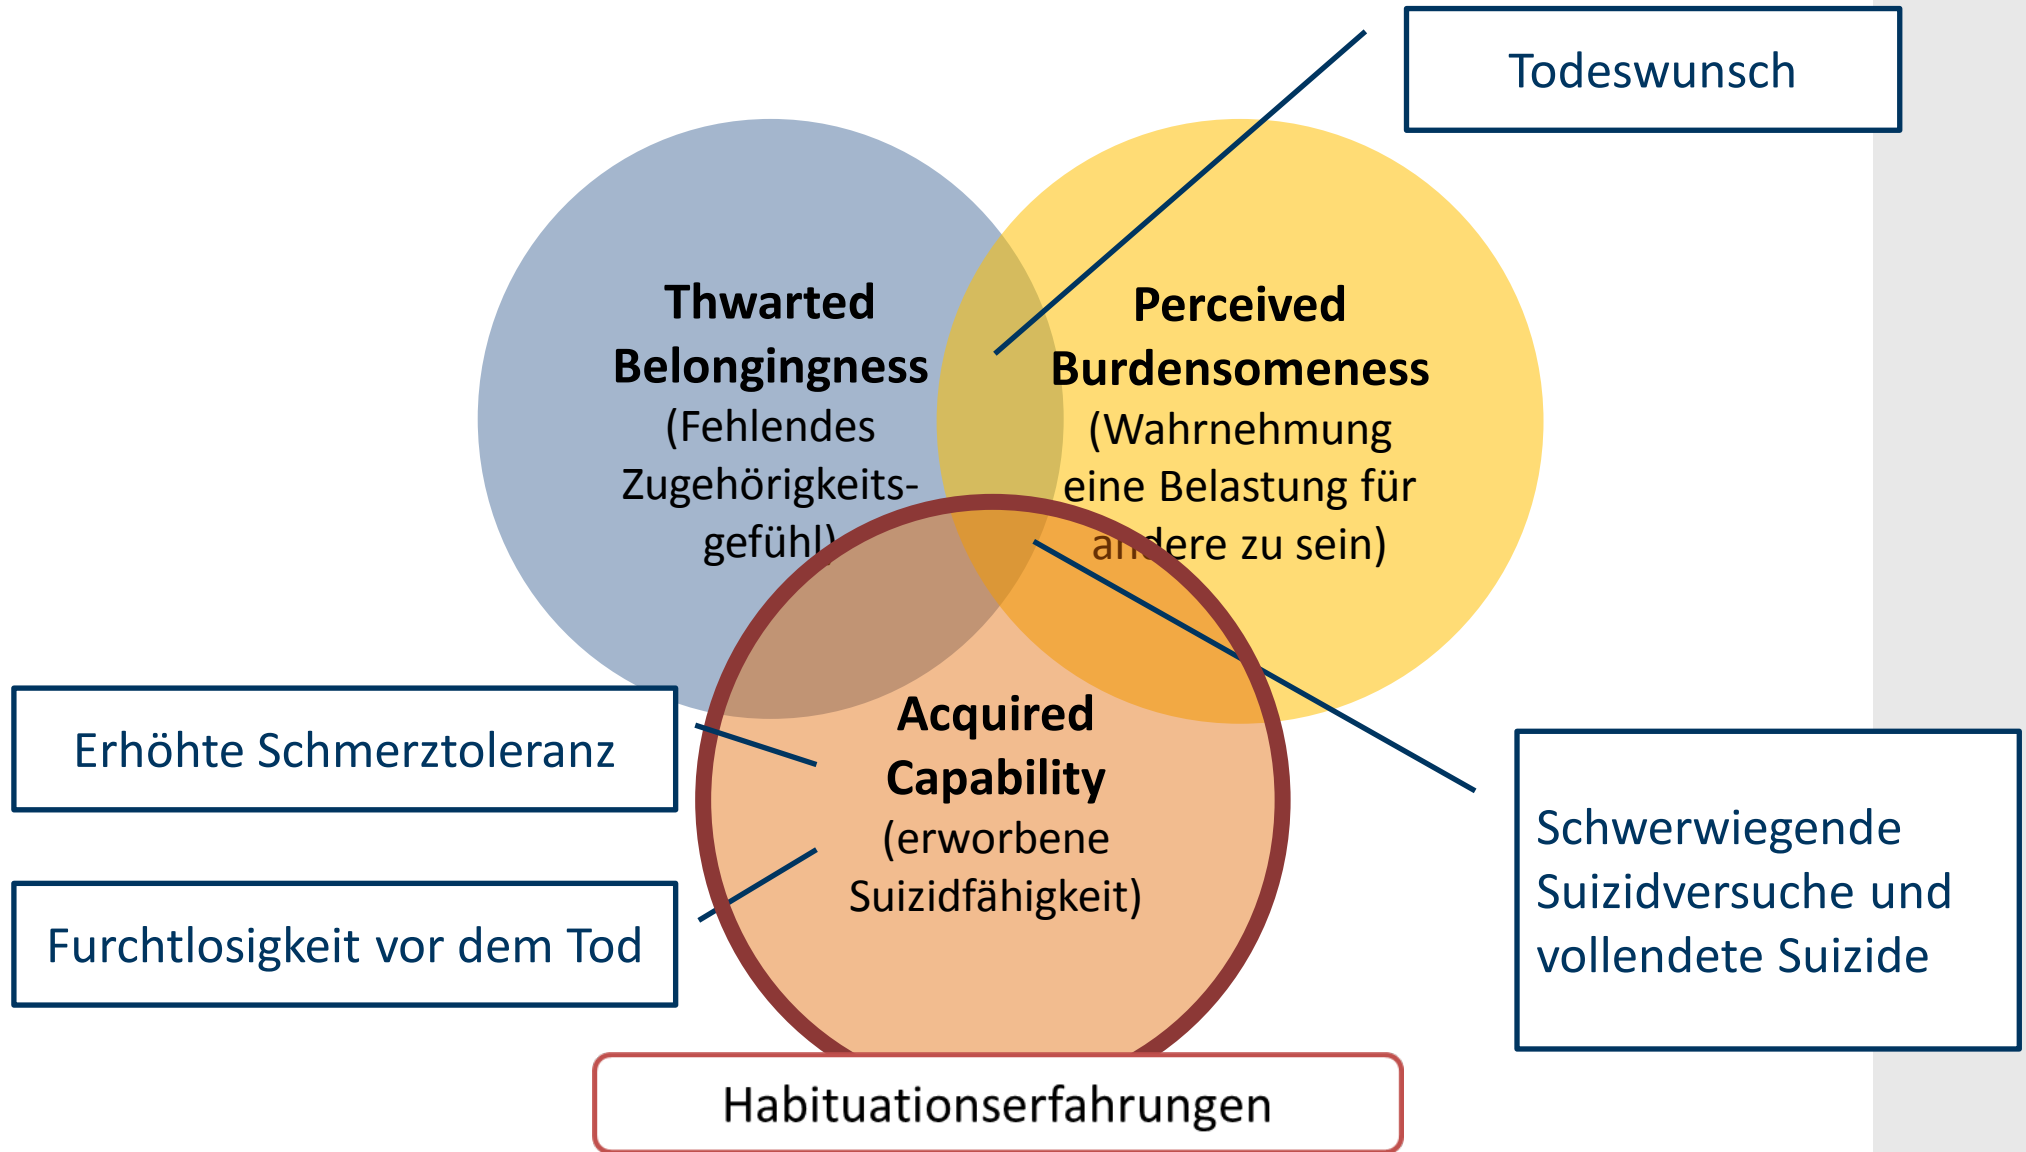 Todeswunsch
Thwarted
Belongingness
(Fehlendes
Zugehörigkeits-
gefühl)
Perceived
Burdensomeness
(Wahrnehmung
eine Belastung für
andere zu sein)
Erhöhte Schmerztoleranz
Furchtlosigkeit vor dem Tod
Acquired
Capability
(erworbene
Suizidfähigkeit)
Schwerwiegende
Suizidversuche und
vollendete Suizide
Habituationserfahrungen